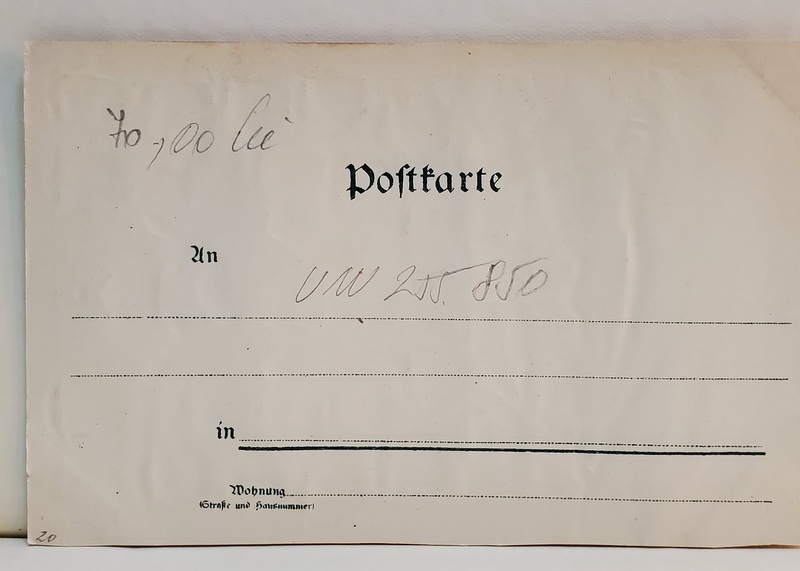 70,00 lei
Postkarte
An
UW 255.850
in
Wohnung
(Straße und Hausnummer)
20